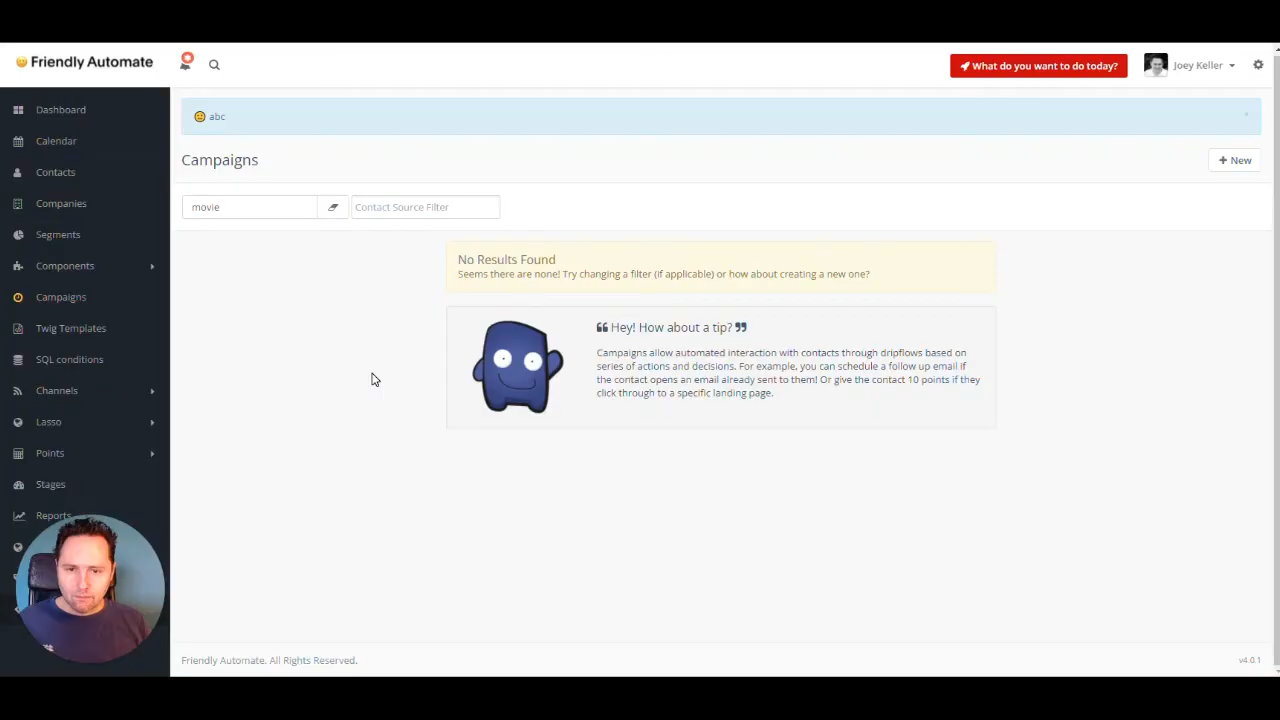 Friendly Automate
What do you want to do today?
Joey Keller
Dashboard
Calendar
Contacts
Companies
Segments
Components
Campaigns
Twig Templates
SQL conditions
Channels
Lasso
Points
Stages
Reports
abc
Campaigns
+ New
movie
Contact Source Filter
No Results Found
Seems there are none! Try changing a filter (if applicable) or how about creating a new one?
❝ Hey! How about a tip? ❞
Campaigns allow automated interaction with contacts through dripflows based on
series of actions and decisions. For example, you can schedule a follow up email if
the contact opens an email already sent to them! Or give the contact 10 points if they
click through to a specific landing page.
Friendly Automate. All Rights Reserved.
v4.0.1